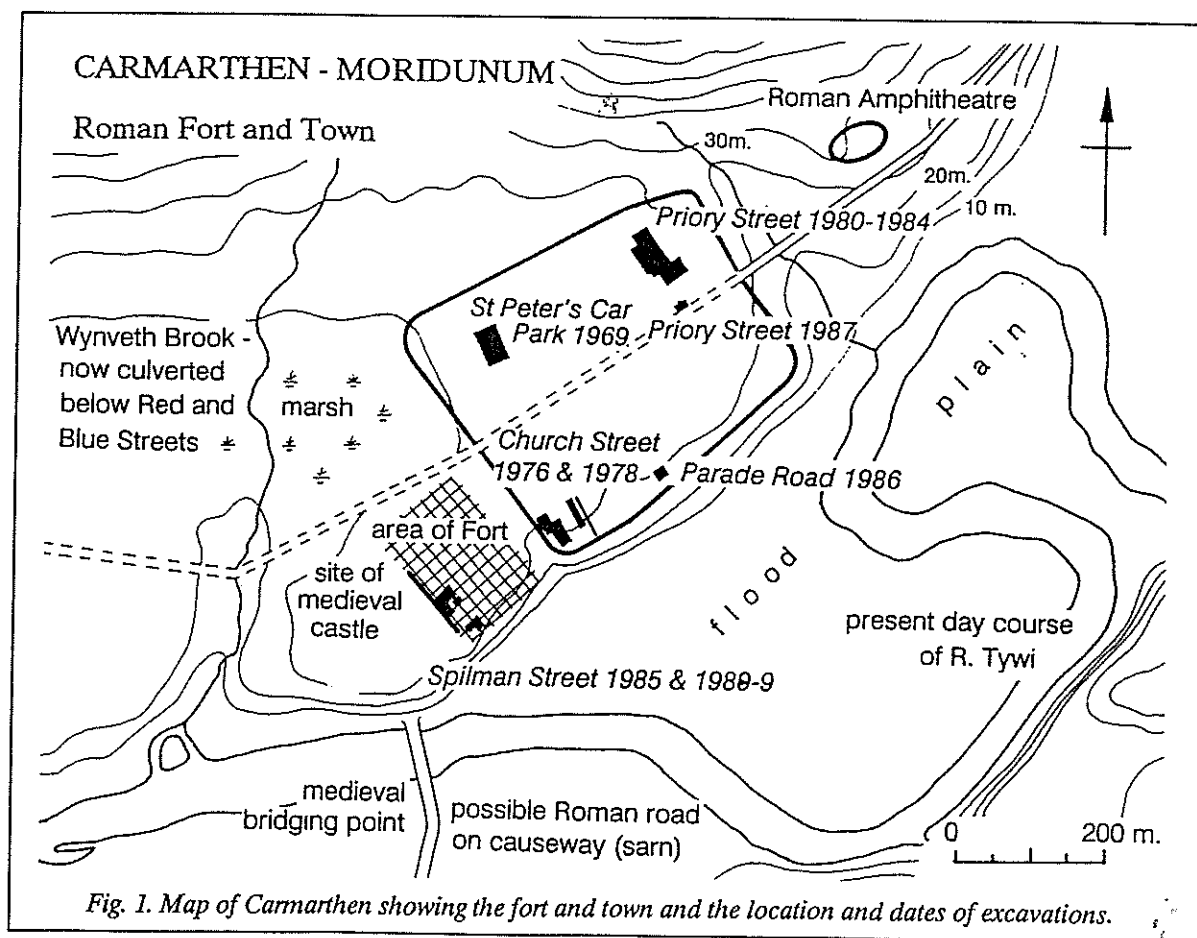 CARMARTHEN - MORIDUNUM
Roman Fort and Town
Roman Amphitheatre
30m.
20m.
10 m.
Priory Street 1980-1984
St Peter's Car
Park 1969
Priory Street 1987
Wynveth Brook -
now culverted
below Red and
Blue Streets
marsh
Church Street
1976 & 1978
Parade Road 1986
area of Fort
site of
medieval
castle
flood
plain
present day course
of R. Tywi
Spilman Street 1985 & 1988-9
medieval
bridging point
possible Roman road
on causeway (sarn)
0 200 m.
Fig. 1. Map of Carmarthen showing the fort and town and the location and dates of excavations.